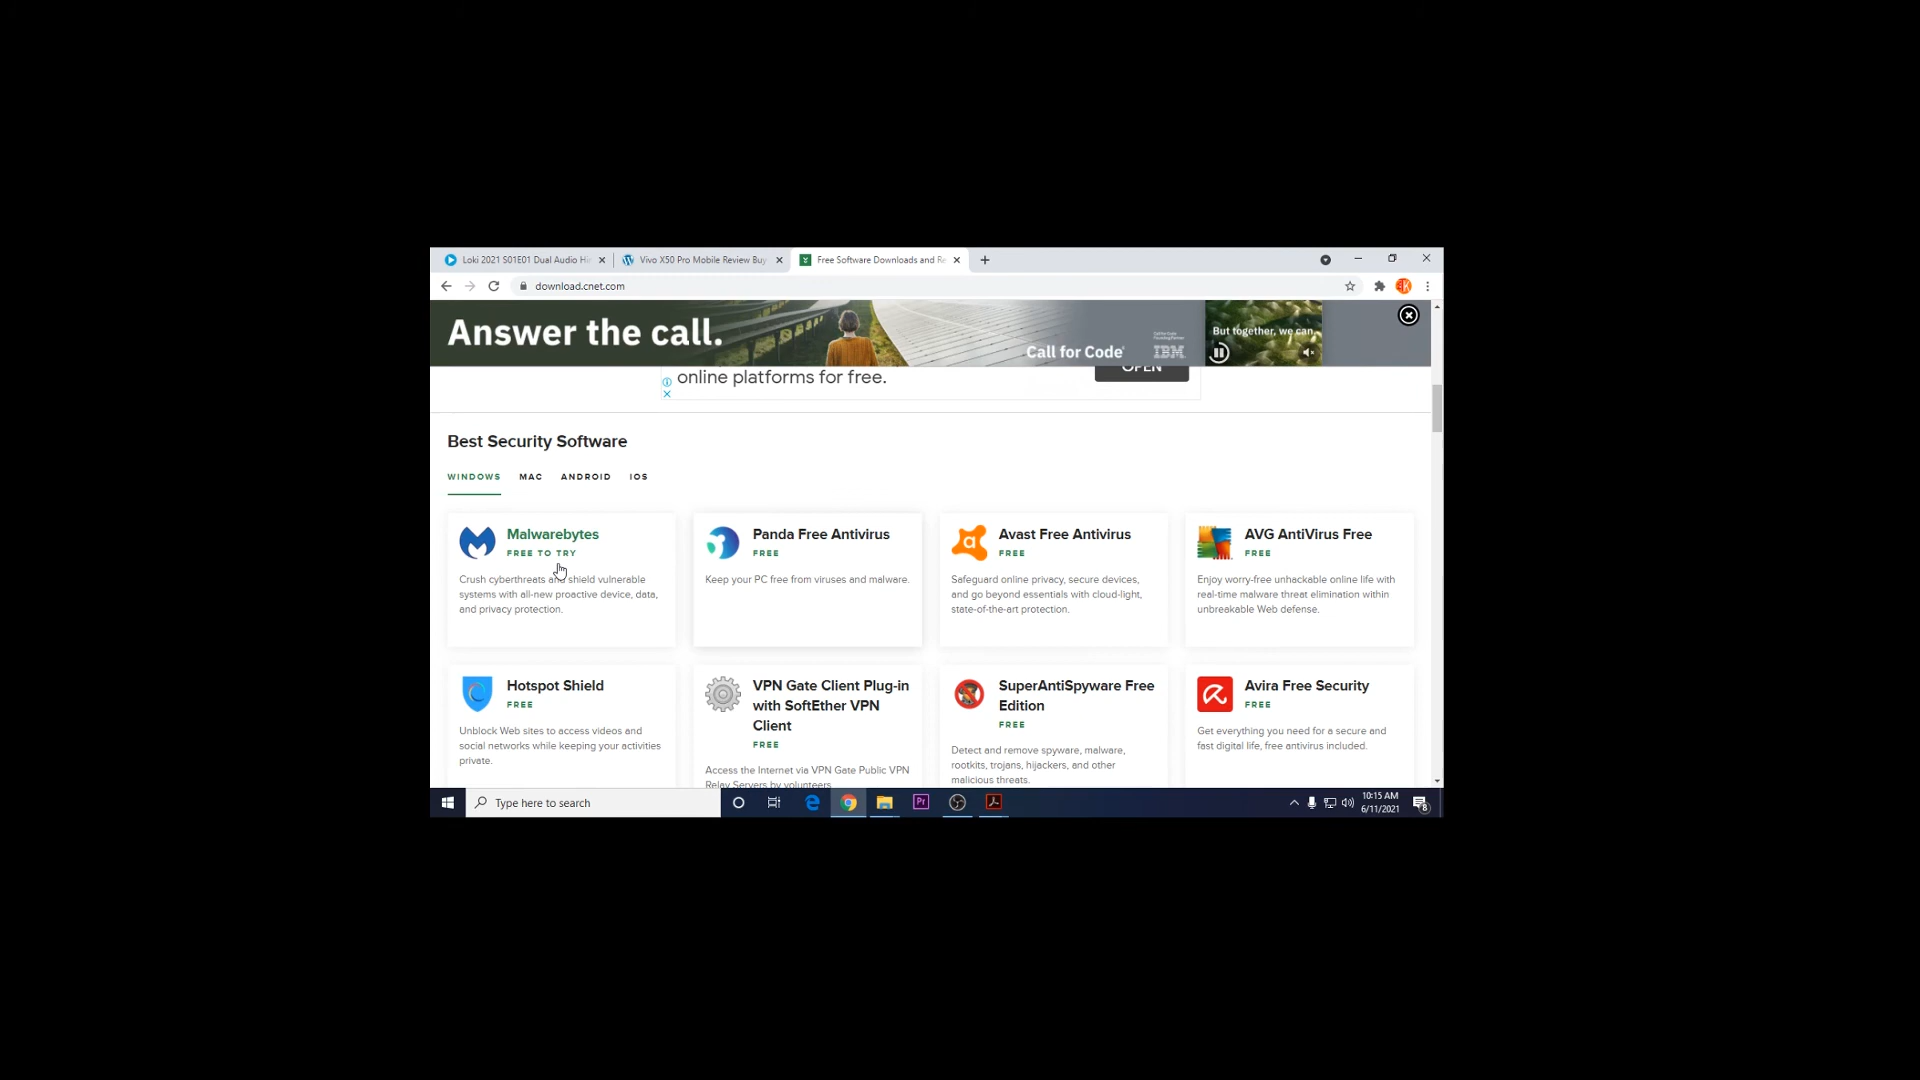 Loki 2021 S01E01 Dual Audio Hi
Vivo X50 Pro Mobile Review Buy
Free Software Downloads and Re
download.cnet.com
Answer the call.
Call for Code
IBM
But together, we can
online platforms for free.
OPEN
Best Security Software
WINDOWS MAC ANDROID IOS
Malwarebytes
FREE TO TRY
Crush cyberthreats and shield vulnerable
systems with all-new proactive device, data,
and privacy protection.
Panda Free Antivirus
FREE
Keep your PC free from viruses and malware.
Avast Free Antivirus
FREE
Safeguard online privacy, secure devices,
and go beyond essentials with cloud-light,
state-of-the-art protection.
AVG AntiVirus Free
FREE
Enjoy worry-free unhackable online life with
real-time malware threat elimination within
unbreakable Web defense.
Hotspot Shield
FREE
Unblock Web sites to access videos and
social networks while keeping your activities
private.
VPN Gate Client Plug-in
with SoftEther VPN
Client
FREE
Access the Internet via VPN Gate Public VPN
Relay Servers by volunteers
SuperAntiSpyware Free
Edition
FREE
Detect and remove spyware, malware,
rootkits, trojans, hijackers, and other
malicious threats.
Avira Free Security
FREE
Get everything you need for a secure and
fast digital life, free antivirus included.
Type here to search
Pr
10:15 AM
6/11/2021
8